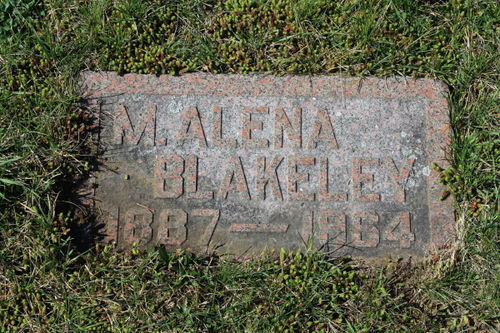 M. ALENA
BLAKELEY
1887 — 1964